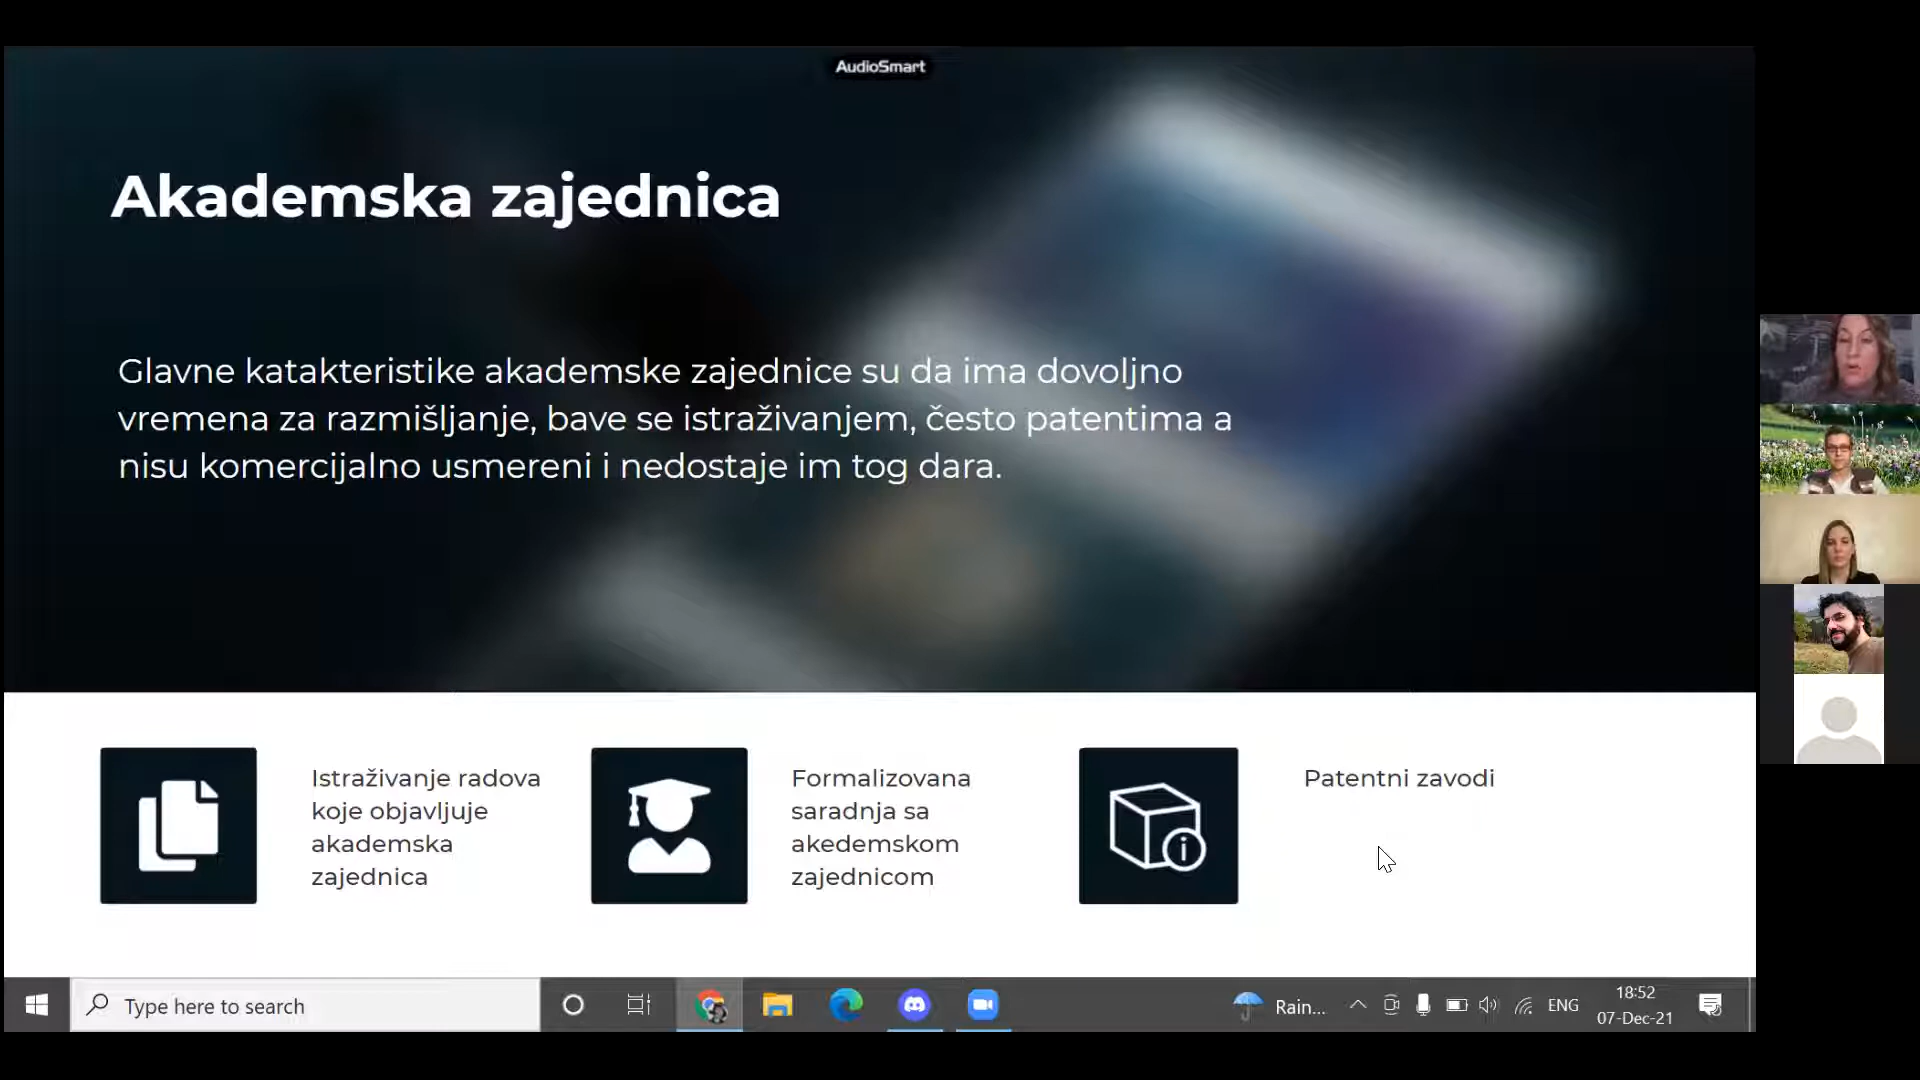 AudioSmart
Akademska zajednica
Glavne katakteristike akademske zajednice su da ima dovoljno
vremena za razmišljanje, bave se istraživanjem, često patentima a
nisu komercijalno usmereni i nedostaje im tog dara.
Istraživanje radova
koje objavljuje
akademska
zajednica
Formalizovana
saradnja sa
akedemskom
zajednicom
Patentni zavodi
Type here to search
Rain...
ENG
18:52
07-Dec-21